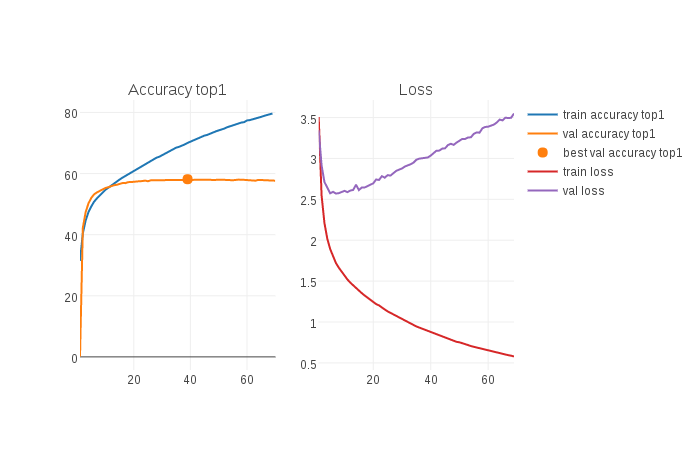 Accuracy top1
Loss
80
60
40
20
0
20
40
60
3.5
3
2.5
2
1.5
1
0.5
20
40
60
train accuracy top1
val accuracy top1
best val accuracy top1
train loss
val loss